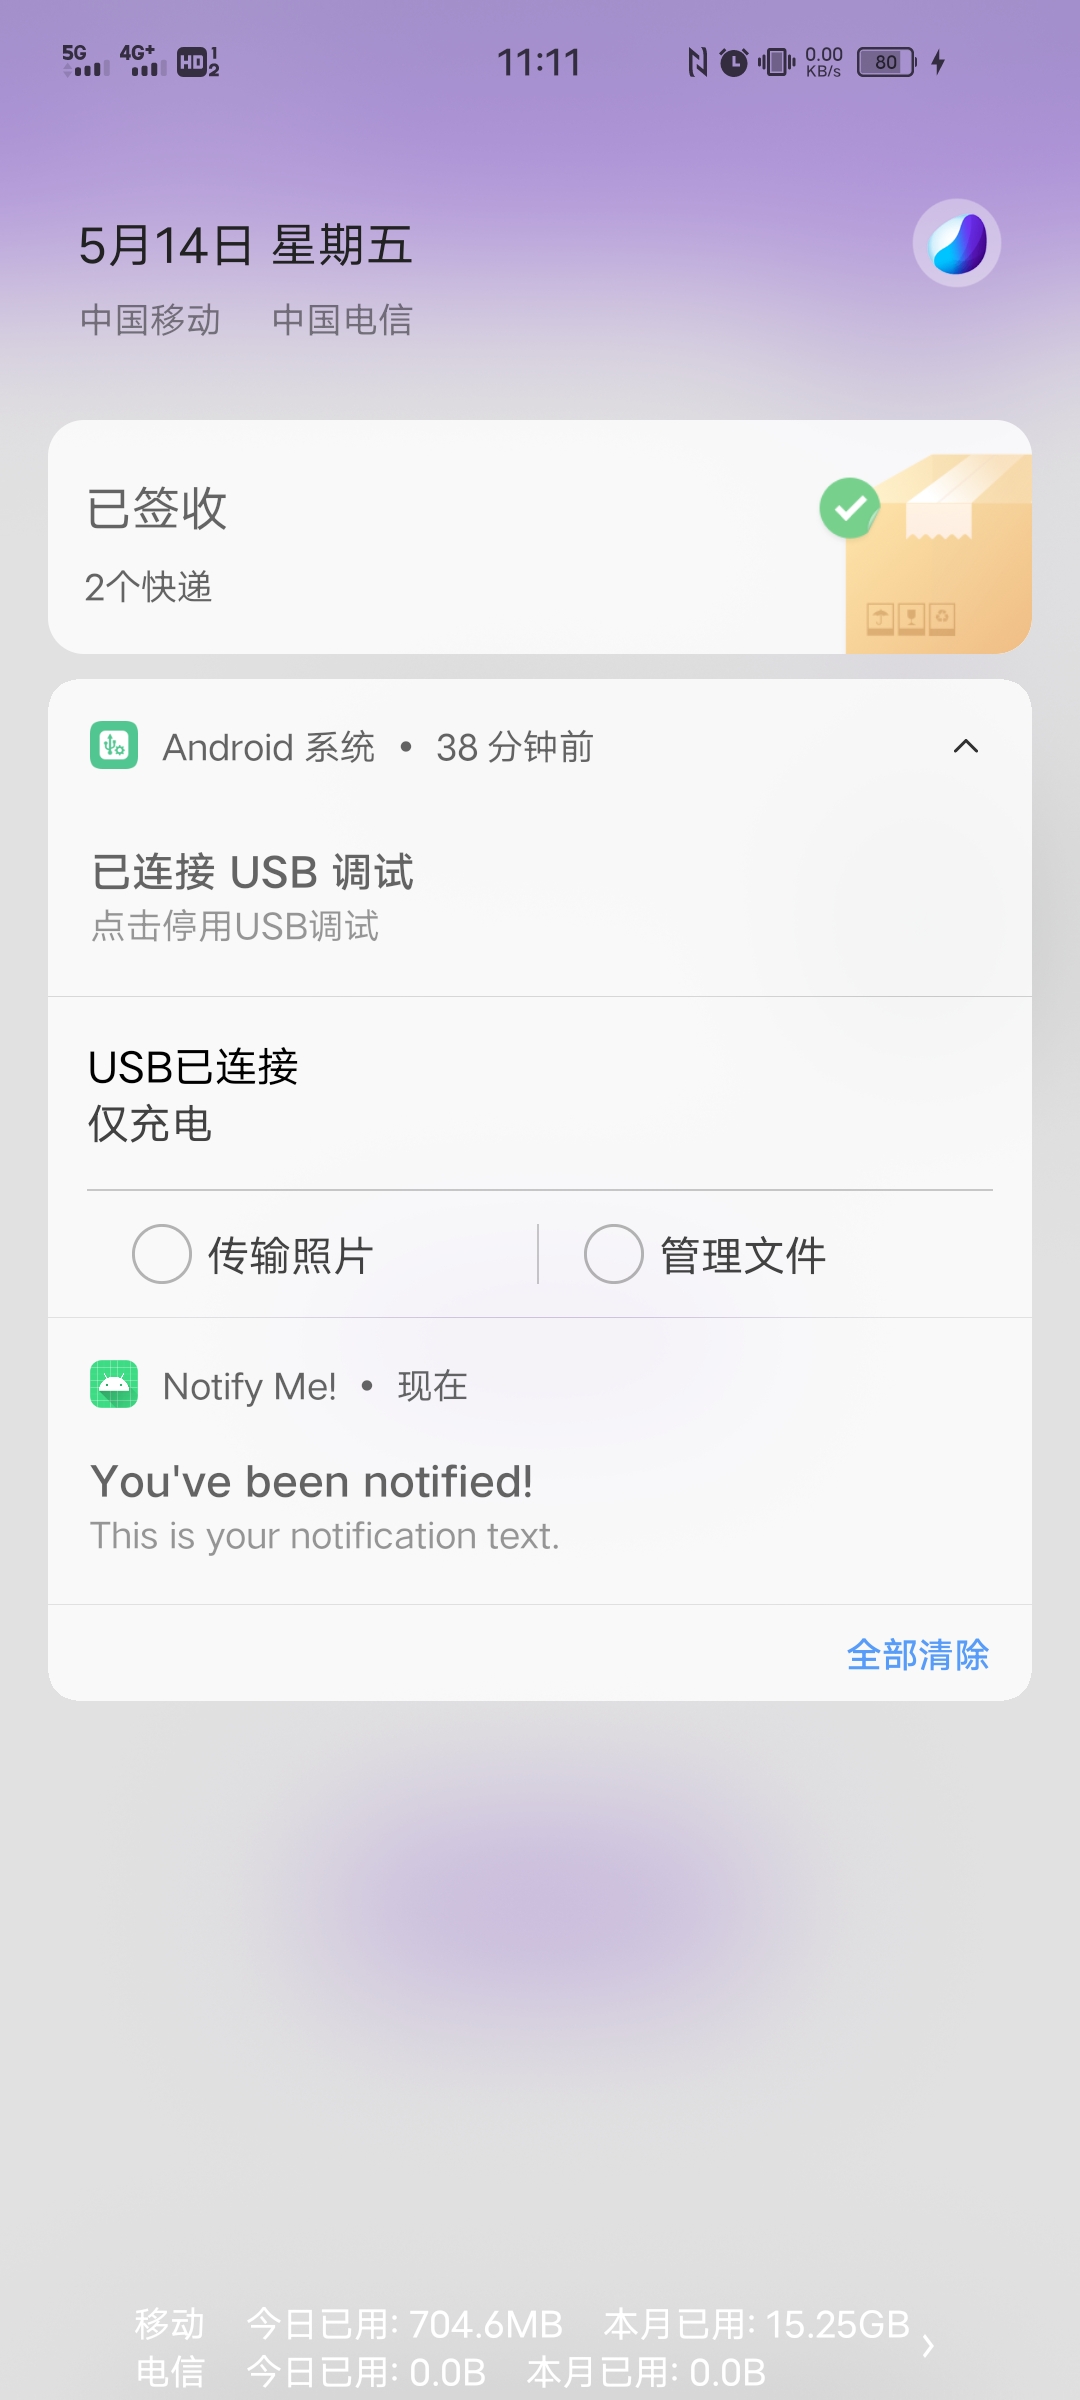 5G 4G+ HD 1 2 11:11 0.00 KB/s 80
5月14日 星期五
中国移动 中国电信
已签收
2个快递
Android 系统 • 38 分钟前
已连接 USB 调试
点击停用USB调试
USB已连接
仅充电
传输照片 管理文件
Notify Me! • 现在
You've been notified!
This is your notification text.
全部清除
移动 今日已用: 704.6MB 本月已用: 15.25GB
电信 今日已用: 0.0B 本月已用: 0.0B